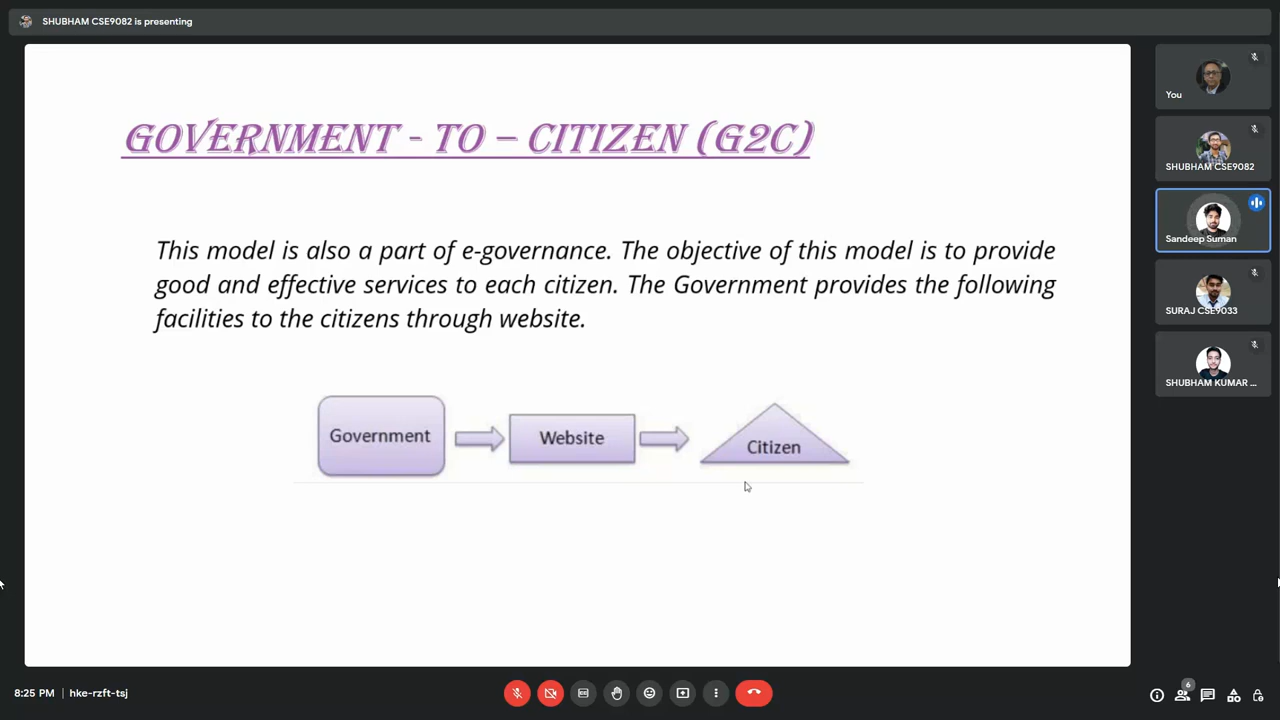 SHUBHAM CSE9082 is presenting
GOVERNMENT - TO – CITIZEN (G2C)
This model is also a part of e-governance. The objective of this model is to provide
good and effective services to each citizen. The Government provides the following
facilities to the citizens through website.
Government
Website
Citizen
You
SHUBHAM CSE9082
Sandeep Suman
SURAJ CSE9033
SHUBHAM KUMAR ...
8:25 PM | hke-rzft-tsj
6